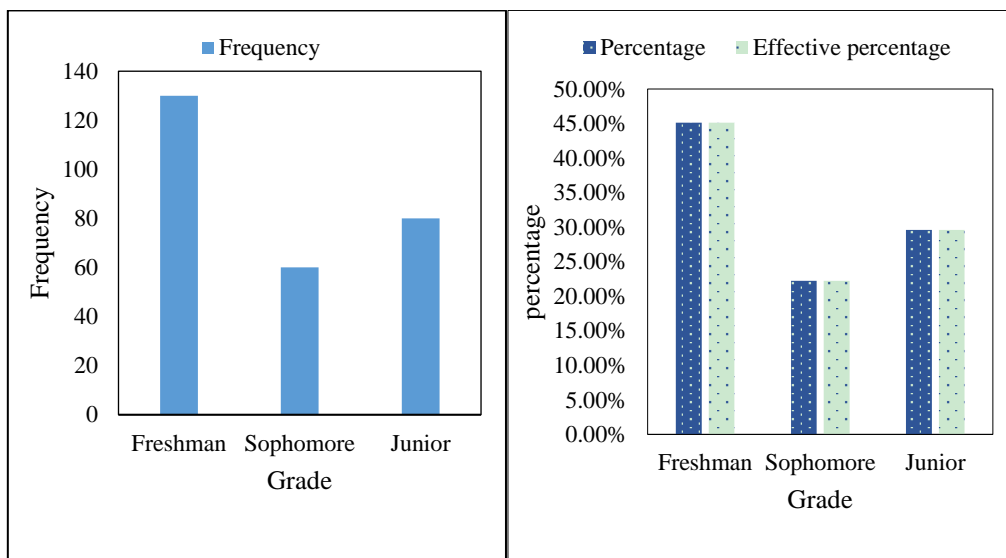 Frequency
140
120
100
80
60
40
20
0
Frequency
Freshman Sophomore Junior
Grade
Percentage Effective percentage
50.00%
45.00%
40.00%
35.00%
30.00%
25.00%
20.00%
15.00%
10.00%
5.00%
0.00%
percentage
Freshman Sophomore Junior
Grade